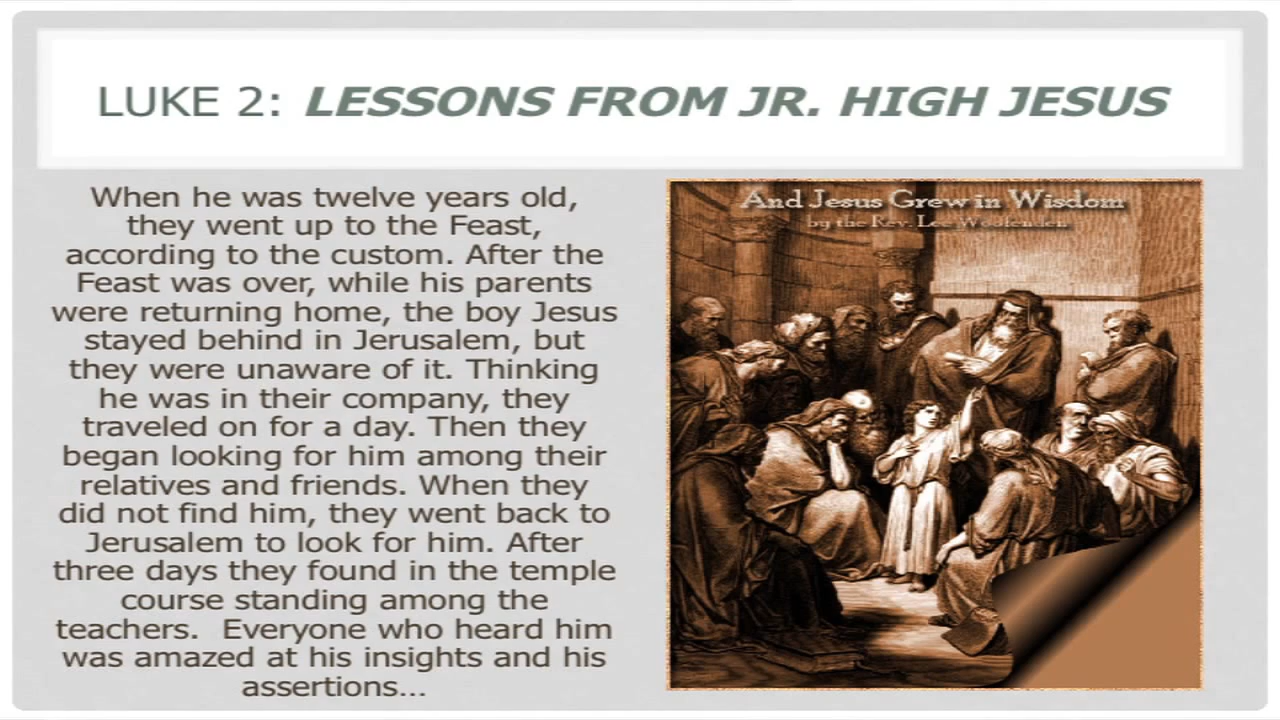 LUKE 2: LESSONS FROM JR. HIGH JESUS
When he was twelve years old,
they went up to the Feast,
according to the custom. After the
Feast was over, while his parents
were returning home, the boy Jesus
stayed behind in Jerusalem, but
they were unaware of it. Thinking
he was in their company, they
traveled on for a day. Then they
began looking for him among their
relatives and friends. When they
did not find him, they went back to
Jerusalem to look for him. After
three days they found in the temple
course standing among the
teachers.  Everyone who heard him
was amazed at his insights and his
assertions...
And Jesus Grew in Wisdom
by the Rev. Lee Woofenden